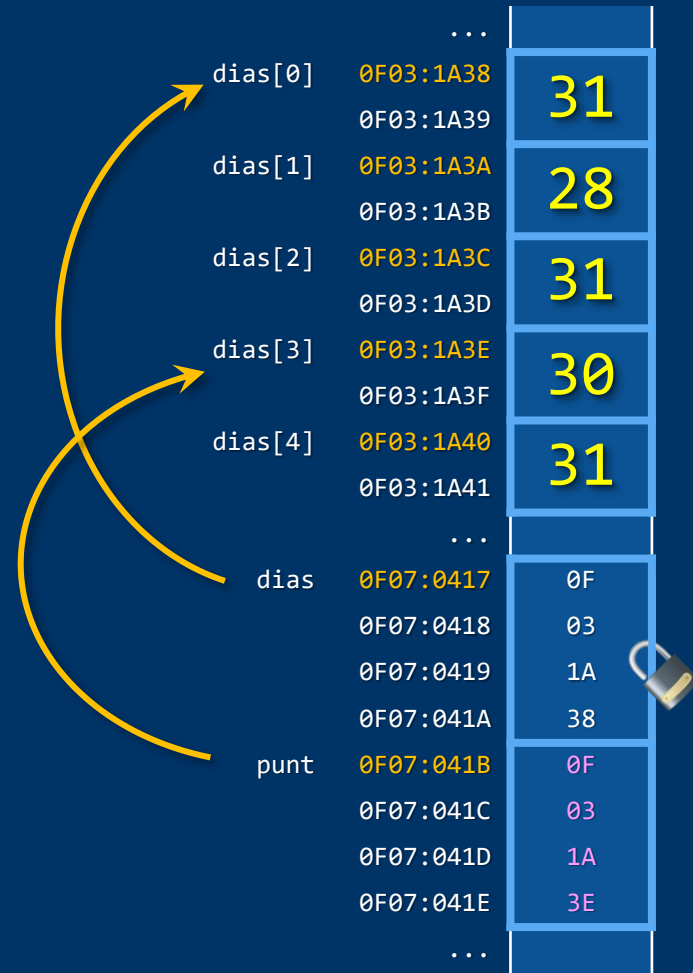 ...
dias[0] 0F03:1A38 31
0F03:1A39
dias[1] 0F03:1A3A 28
0F03:1A3B
dias[2] 0F03:1A3C 31
0F03:1A3D
dias[3] 0F03:1A3E 30
0F03:1A3F
dias[4] 0F03:1A40 31
0F03:1A41
...
dias 0F07:0417 0F
0F07:0418 03
0F07:0419 1A
0F07:041A 38
punt 0F07:041B 0F
0F07:041C 03
0F07:041D 1A
0F07:041E 3E
...